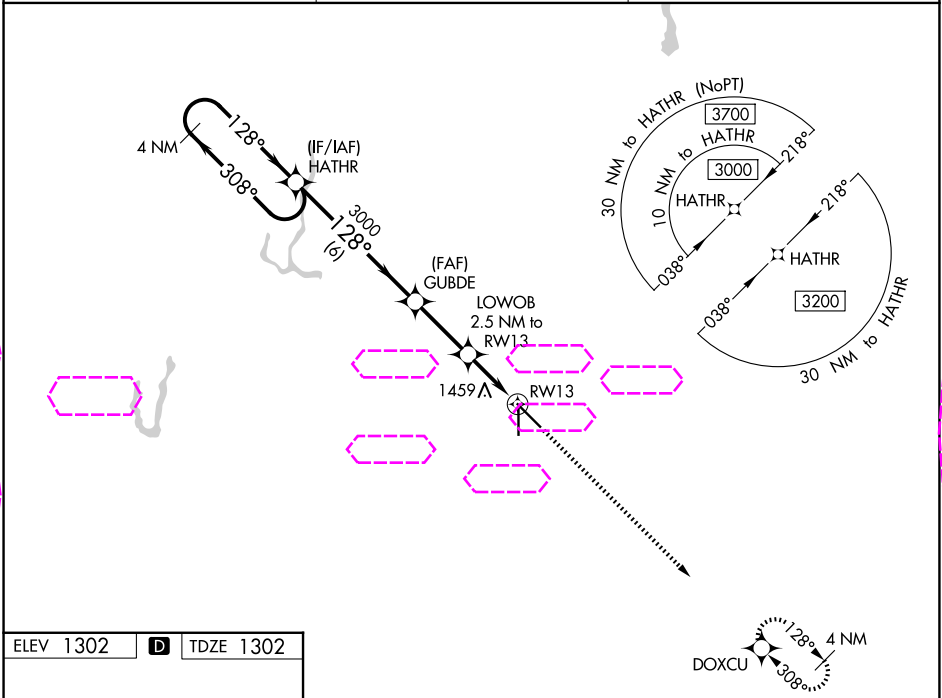 30 NM to HATHR (NoPT)
3700
10 NM to HATHR
3000
218°
HATHR
038°
218°
HATHR
038°
3200
30 NM to HATHR
4 NM
128°
308°
(IF/IAF)
HATHR
3000
128°
(6)
(FAF)
GUBDE
LOWOB
2.5 NM to
RW13
1459
RW13
128°
4 NM
308°
DOXCU
ELEV 1302
D
TDZE 1302